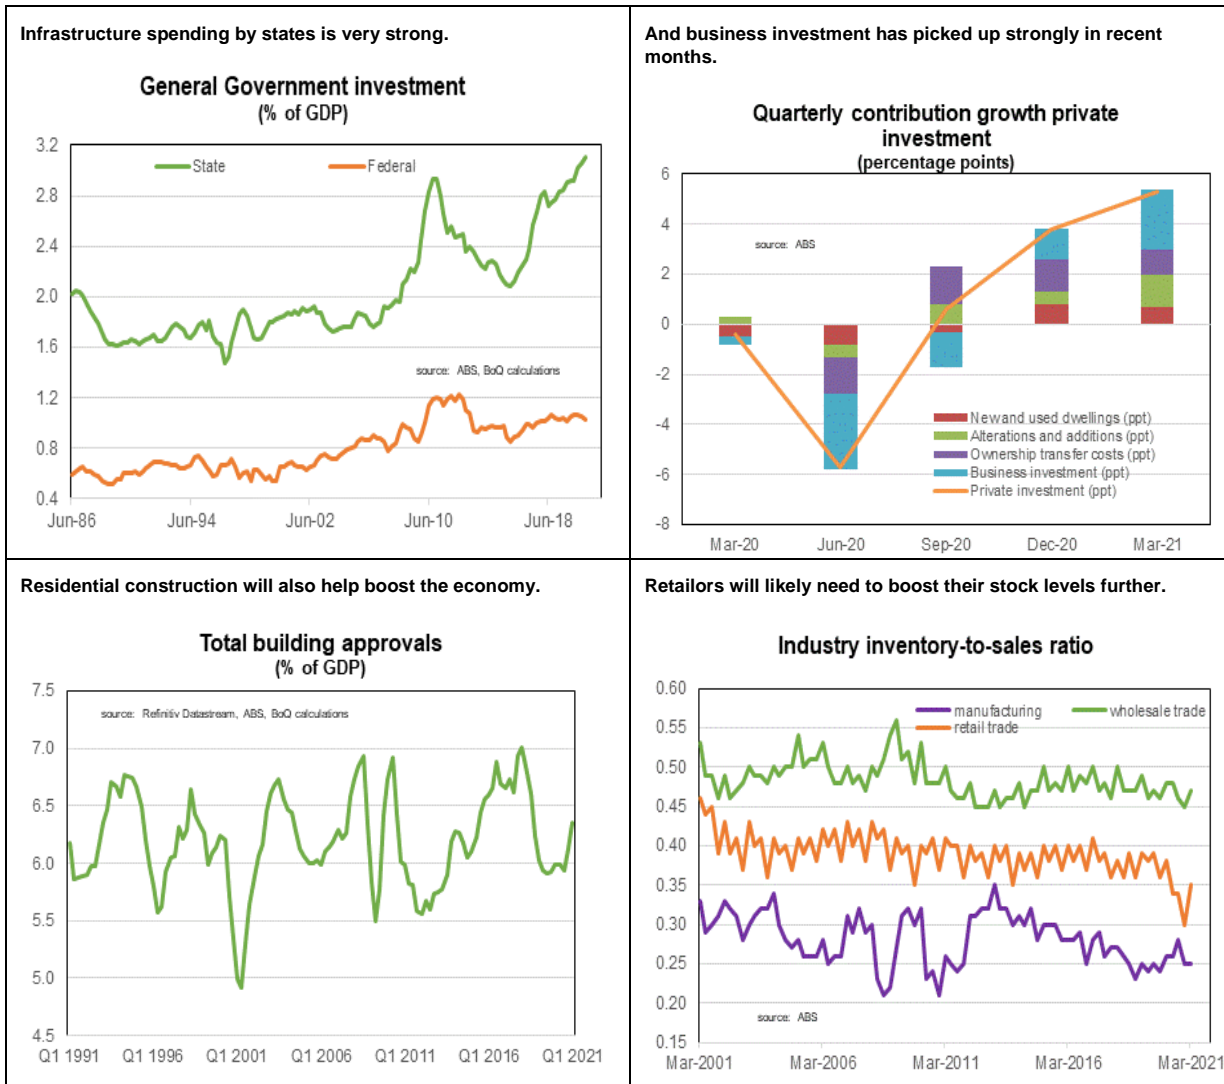 Infrastructure spending by states is very strong.
General Government investment
(% of GDP)
3.2
2.8
2.4
2.0
1.6
1.2
0.8
0.4
State
Federal
source: ABS, BoQ calculations
Jun-86
Jun-94
Jun-02
Jun-10
Jun-18
And business investment has picked up strongly in recent
months.
Quarterly contribution growth private
investment
(percentage points)
6
4
2
0
-2
-4
-6
-8
source: ABS
New and used dwellings (ppt)
Alterations and additions (ppt)
Ownership transfer costs (ppt)
Business investment (ppt)
Private investment (ppt)
Mar-20
Jun-20
Sep-20
Dec-20
Mar-21
Residential construction will also help boost the economy.
Total building approvals
(% of GDP)
7.5
7.0
6.5
6.0
5.5
5.0
4.5
source: Refinitiv Datastream, ABS, BoQ calculations
Q1 1991
Q1 1996
Q1 2001
Q1 2006
Q1 2011
Q1 2016
Q1 2021
Retailors will likely need to boost their stock levels further.
Industry inventory-to-sales ratio
0.60
0.55
0.50
0.45
0.40
0.35
0.30
0.25
0.20
0.15
manufacturing
wholesale trade
retail trade
source: ABS
Mar-2001
Mar-2006
Mar-2011
Mar-2016
Mar-2021